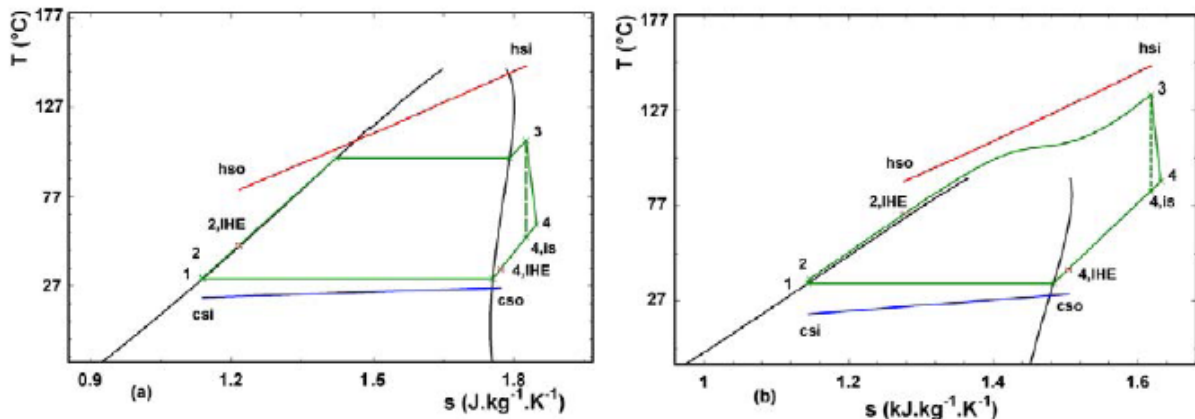 T (°C)
177
127
77
27
hsi
hso
3
2,IHE
2
1
4
4,is
4,IHE
csi
cso
0.9
1.2
1.5
1.8
(a)
s (J.kg⁻¹.K⁻¹)
T (°C)
177
127
77
27
hsi
hso
3
2,IHE
2
1
4
4,is
4,IHE
csi
cso
1
1.2
1.4
1.6
s (kJ.kg⁻¹.K⁻¹)
(b)